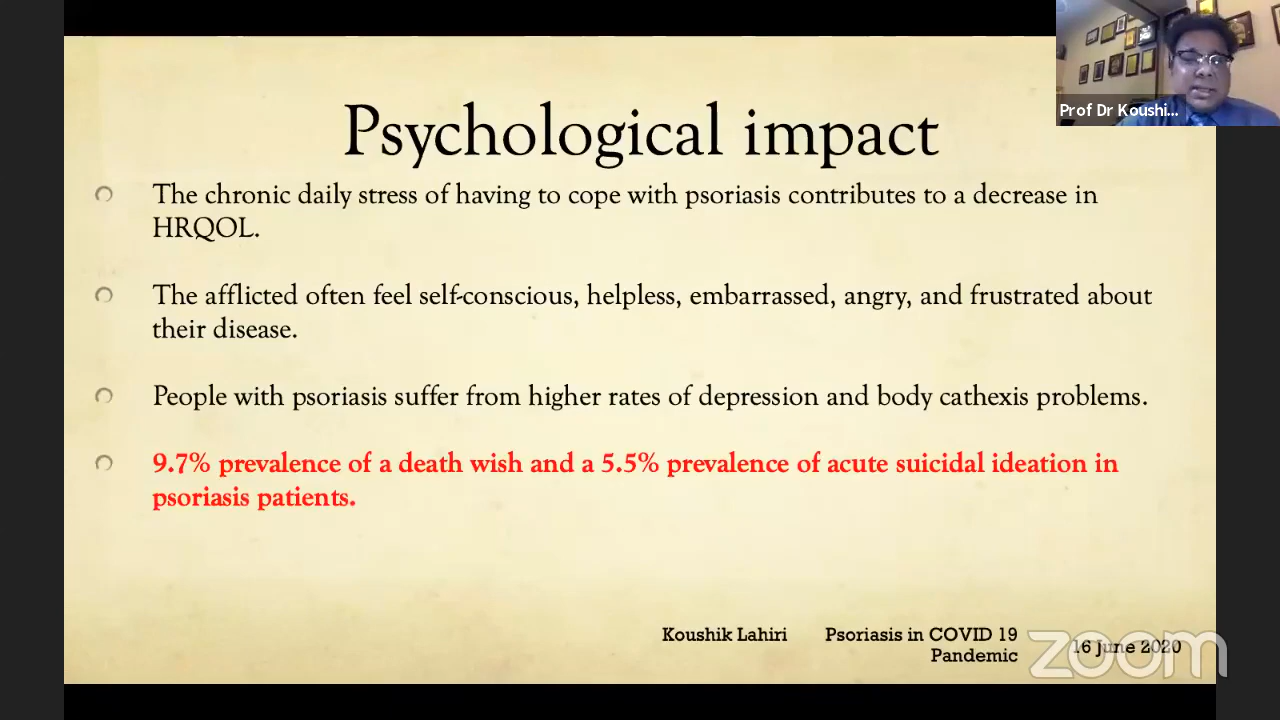 Psychological impact
Prof Dr Koushi...
The chronic daily stress of having to cope with psoriasis contributes to a decrease in
HRQOL.
The afflicted often feel self-conscious, helpless, embarrassed, angry, and frustrated about
their disease.
People with psoriasis suffer from higher rates of depression and body cathexis problems.
9.7% prevalence of a death wish and a 5.5% prevalence of acute suicidal ideation in
psoriasis patients.
Koushik Lahiri
Psoriasis in COVID 19
Pandemic
16 June 2020
zoom